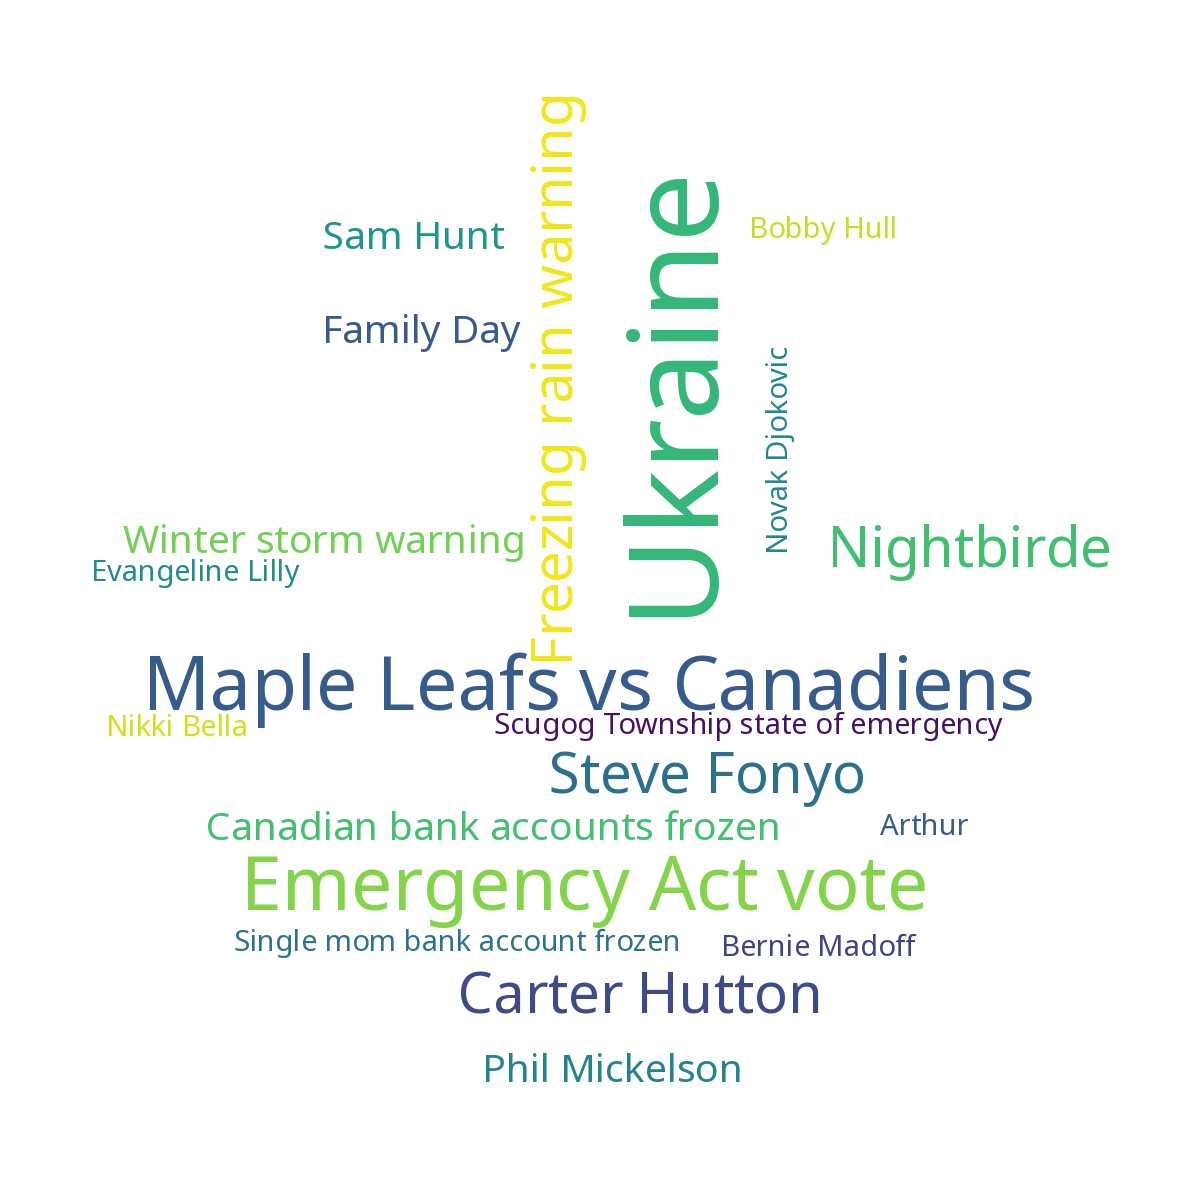 Freezing rain warning
Ukraine
Sam Hunt
Bobby Hull
Family Day
Novak Djokovic
Winter storm warning
Nightbirde
Evangeline Lilly
Maple Leafs vs Canadiens
Nikki Bella
Scugog Township state of emergency
Steve Fonyo
Canadian bank accounts frozen
Arthur
Emergency Act vote
Single mom bank account frozen
Bernie Madoff
Carter Hutton
Phil Mickelson